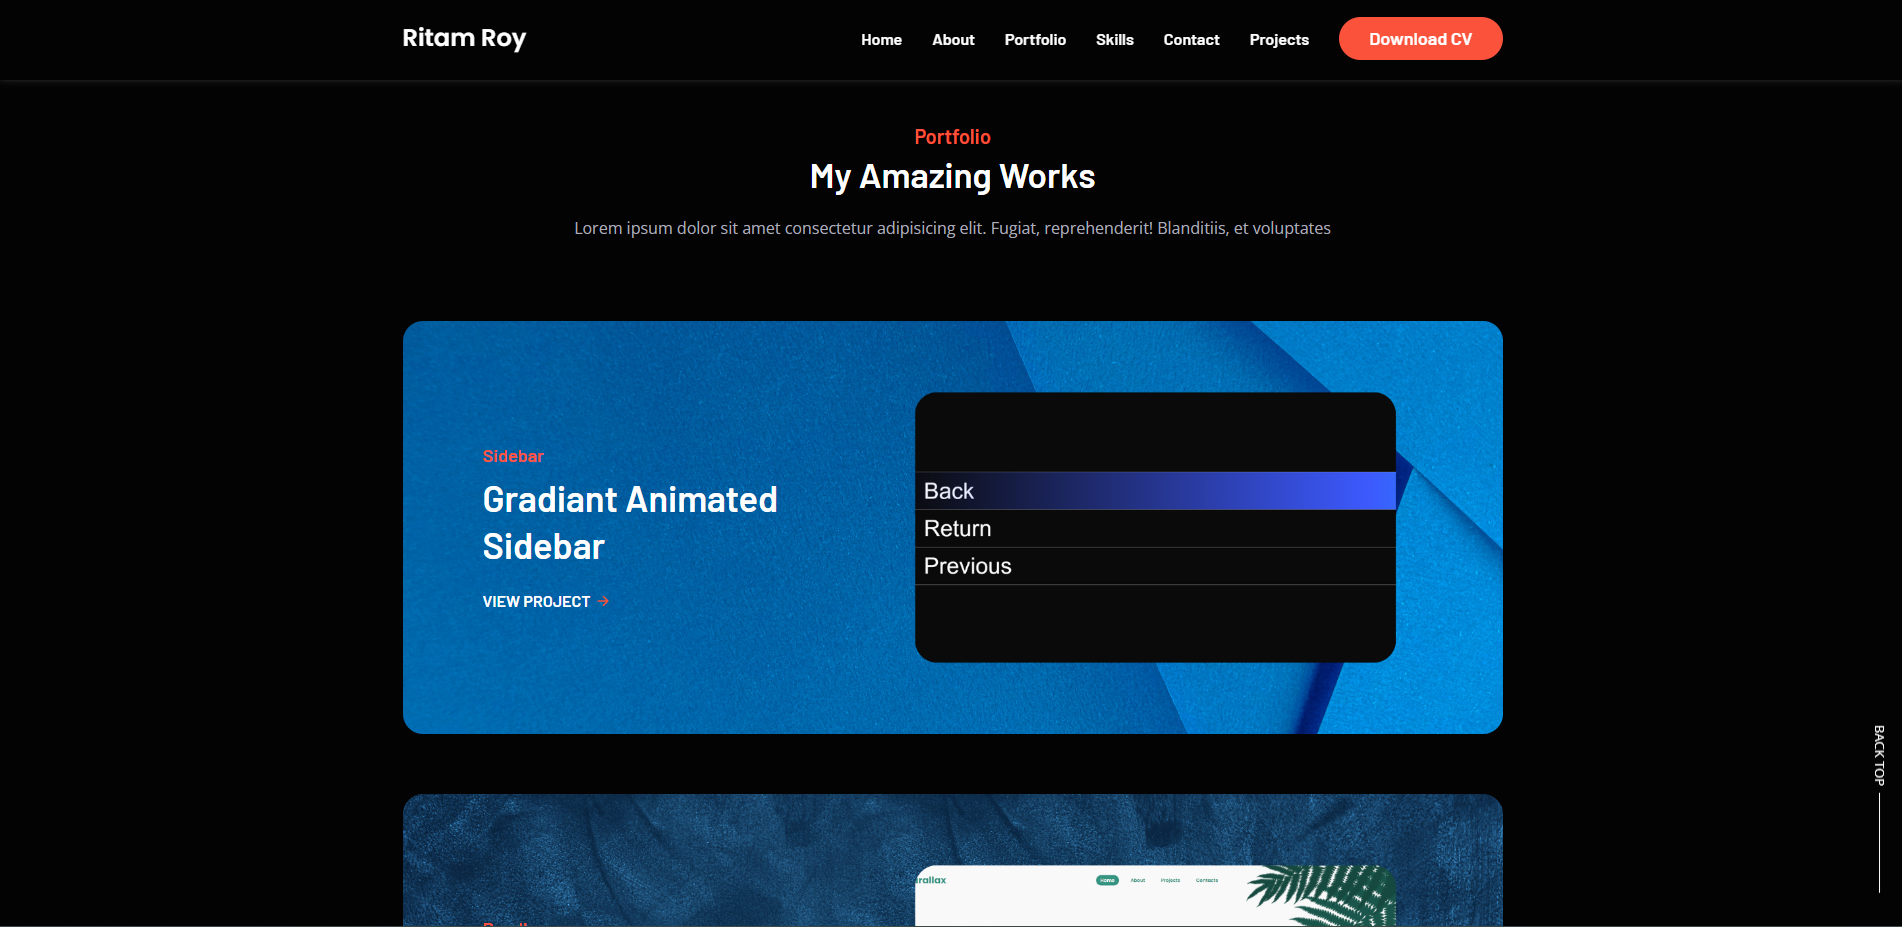 Ritam Roy
Home About Portfolio Skills Contact Projects Download CV
Portfolio
My Amazing Works
Lorem ipsum dolor sit amet consectetur adipisicing elit. Fugiat, reprehenderit! Blanditiis, et voluptates
Sidebar
Gradiant Animated
Sidebar
VIEW PROJECT →
Back
Return
Previous
BACK TOP
Home About Projects Contacts